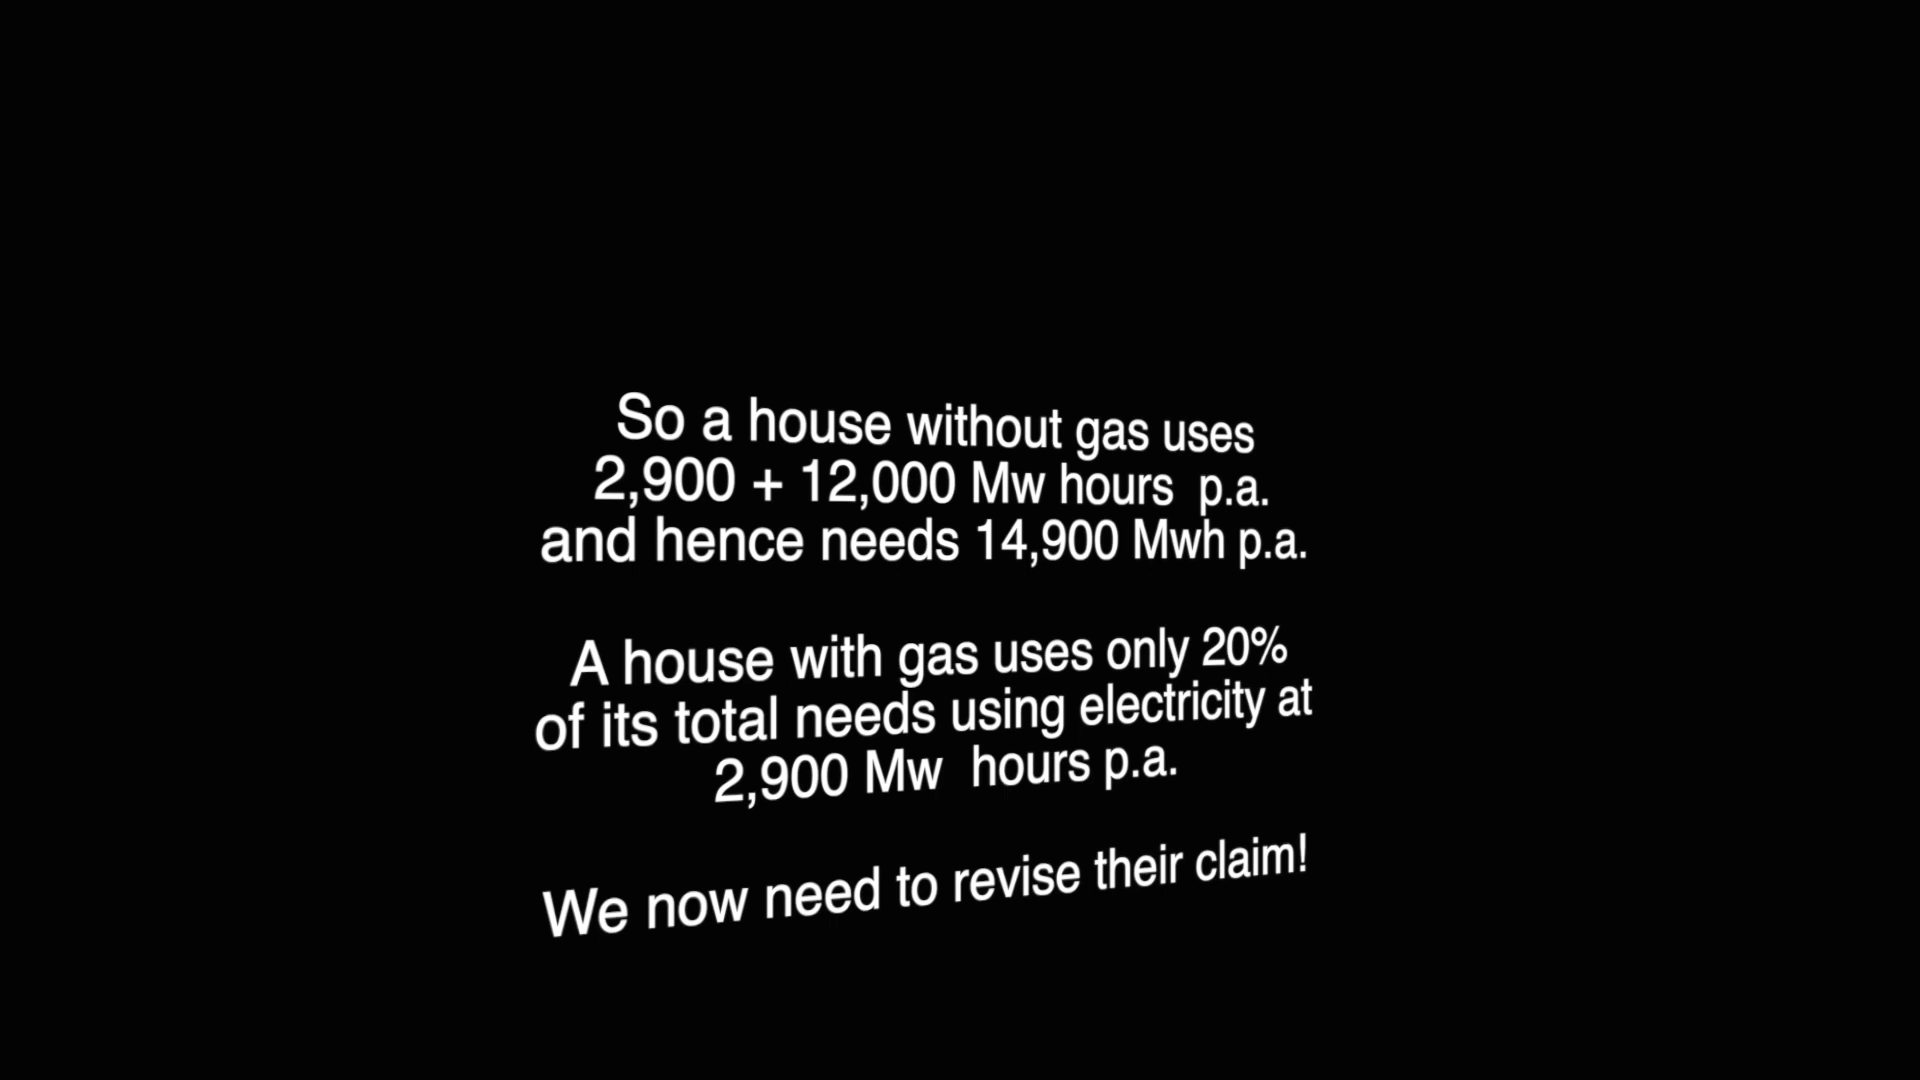 So a house without gas uses
2,900 + 12,000 Mw hours p.a.
and hence needs 14,900 Mwh p.a.
A house with gas uses only 20%
of its total needs using electricity at
2,900 Mw hours p.a.
We now need to revise their claim!